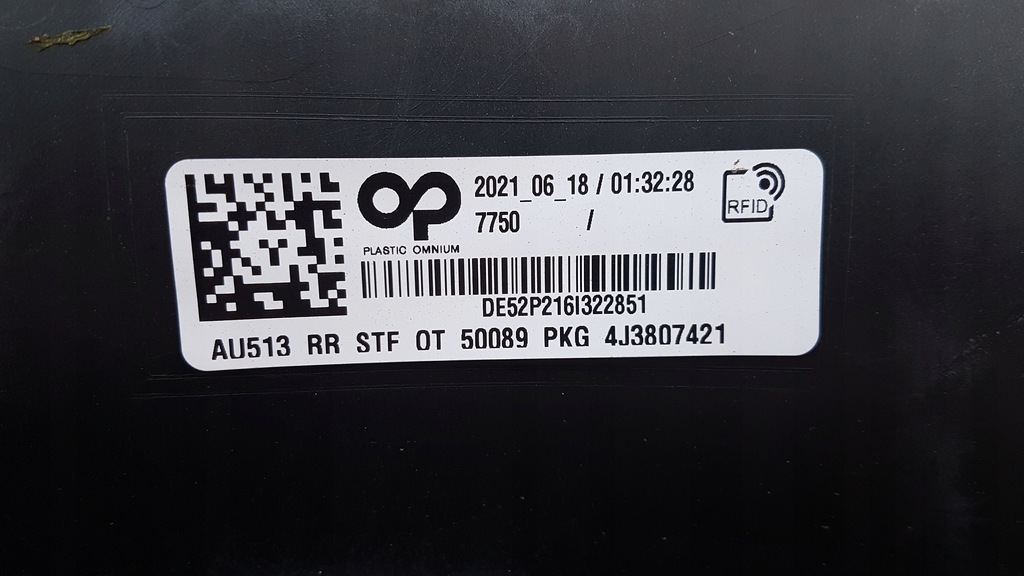 2021_06_18 / 01:32:28
RFID
7750 /
PLASTIC OMNIUM
DE52P216I322851
AU513 RR STF OT 50089 PKG 4J3807421